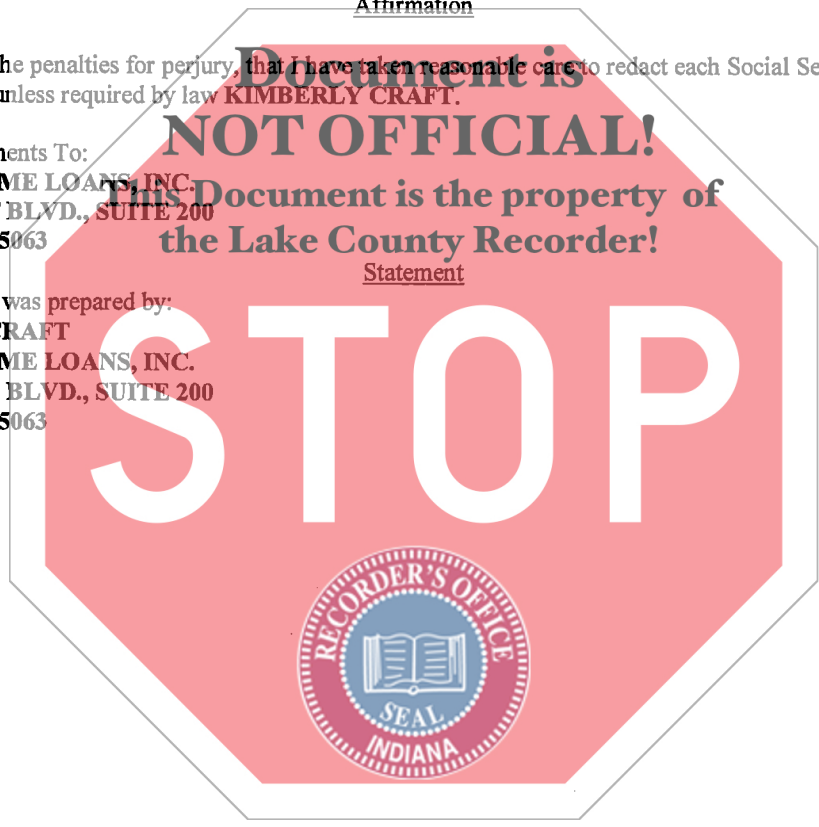 Affirmation
he penalties for perjury, that I have taken reasonable care to redact each Social Se
unless required by law KIMBERLY CRAFT.
Document is
NOT OFFICIAL!
This Document is the property of
the Lake County Recorder!
ents To:
ME LOANS, INC.
BLVD., SUITE 200
5063
Statement
was prepared by:
CRAFT
ME LOANS, INC.
BLVD., SUITE 200
5063
STOP
RECORDER'S OFFICE
SEAL
INDIANA